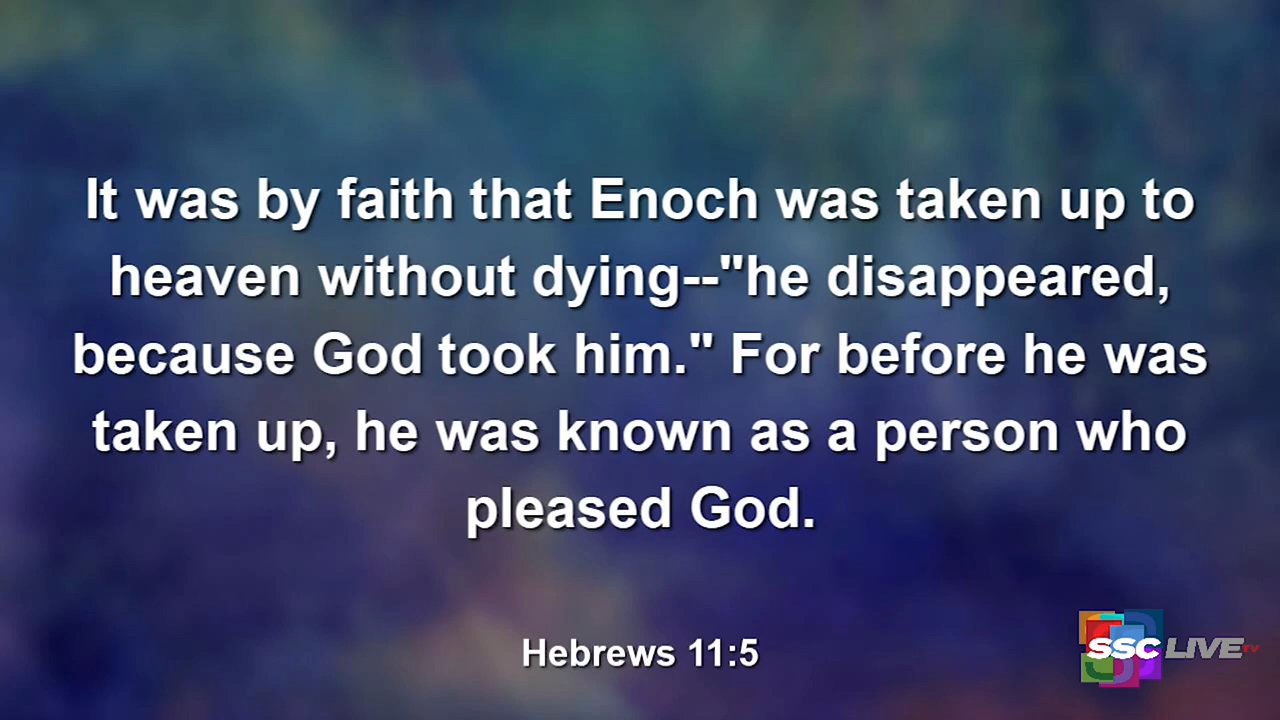 It was by faith that Enoch was taken up to
heaven without dying--"he disappeared,
because God took him." For before he was
taken up, he was known as a person who
pleased God.
Hebrews 11:5
SSC LIVE TV